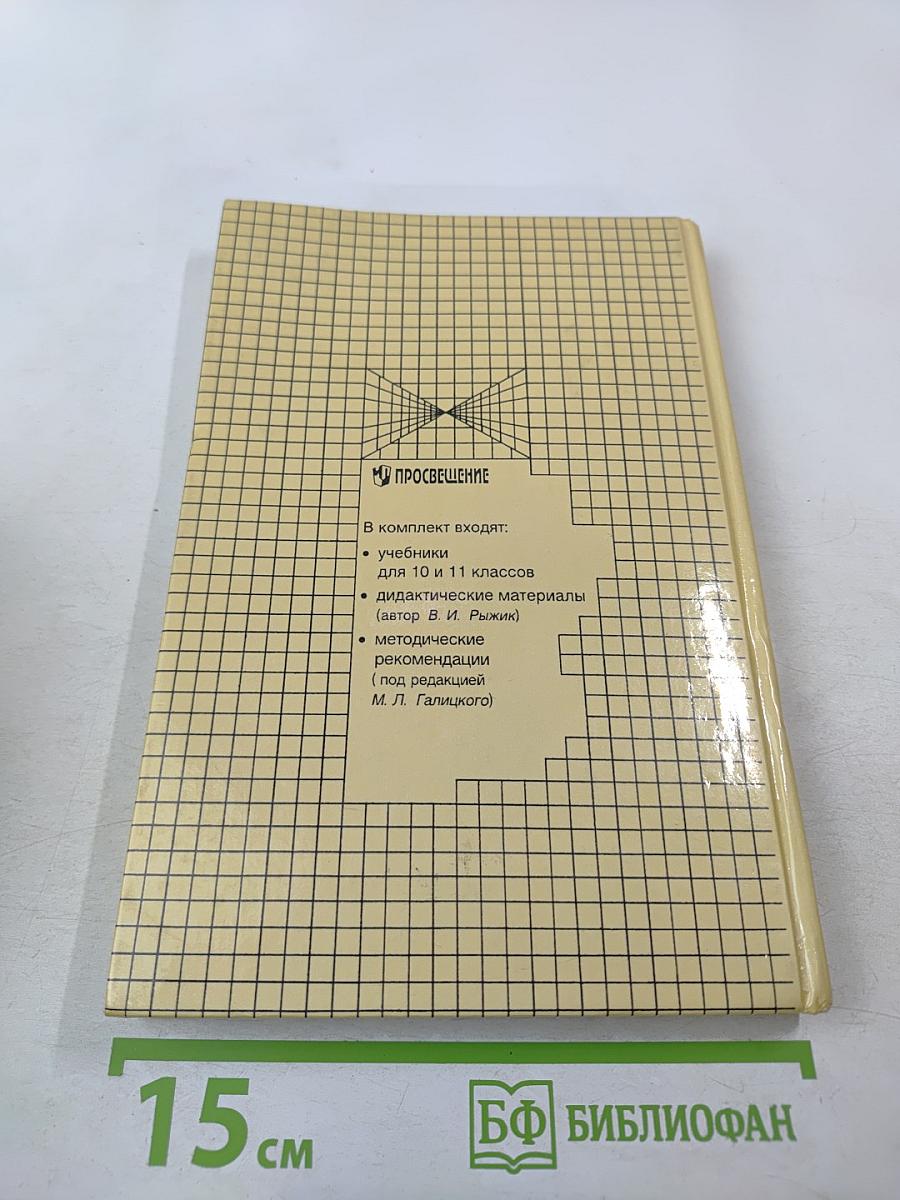 ПРОСВЕЩЕНИЕ
В комплект входят:
• учебники
для 10 и 11 классов
• дидактические материалы
(автор В. И. Рыжик)
• методические
рекомендации
( под редакцией
М. Л. Галицкого)
15 см
БФ БИБЛИОФАН